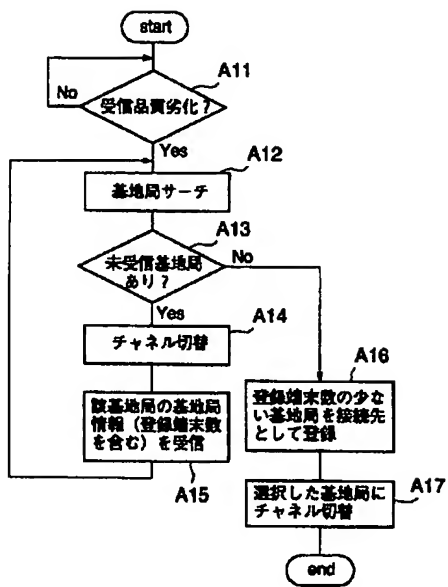 start
A11
No
受信品質劣化?
Yes
A12
基地局サーチ
A13
No
未受信基地局
あり?
Yes
A14
チャネル切替
A16
登録端末数の少な
い基地局を接続先
として登録
該基地局の基地局
情報(登録端末数
を含む)を受信
A15
A17
選択した基地局に
チャネル切替
end